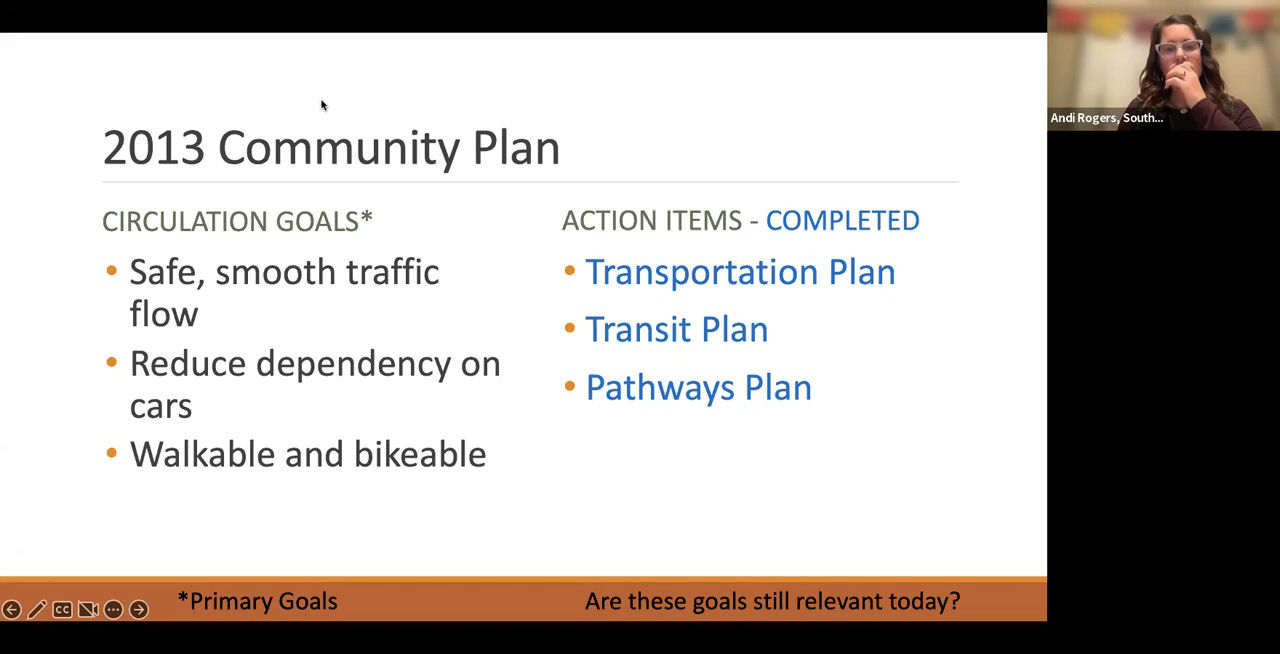 2013 Community Plan
CIRCULATION GOALS*
• Safe, smooth traffic
flow
• Reduce dependency on
cars
• Walkable and bikeable
ACTION ITEMS - COMPLETED
• Transportation Plan
• Transit Plan
• Pathways Plan
*Primary Goals
Are these goals still relevant today?
CC
Andi Rogers, South...